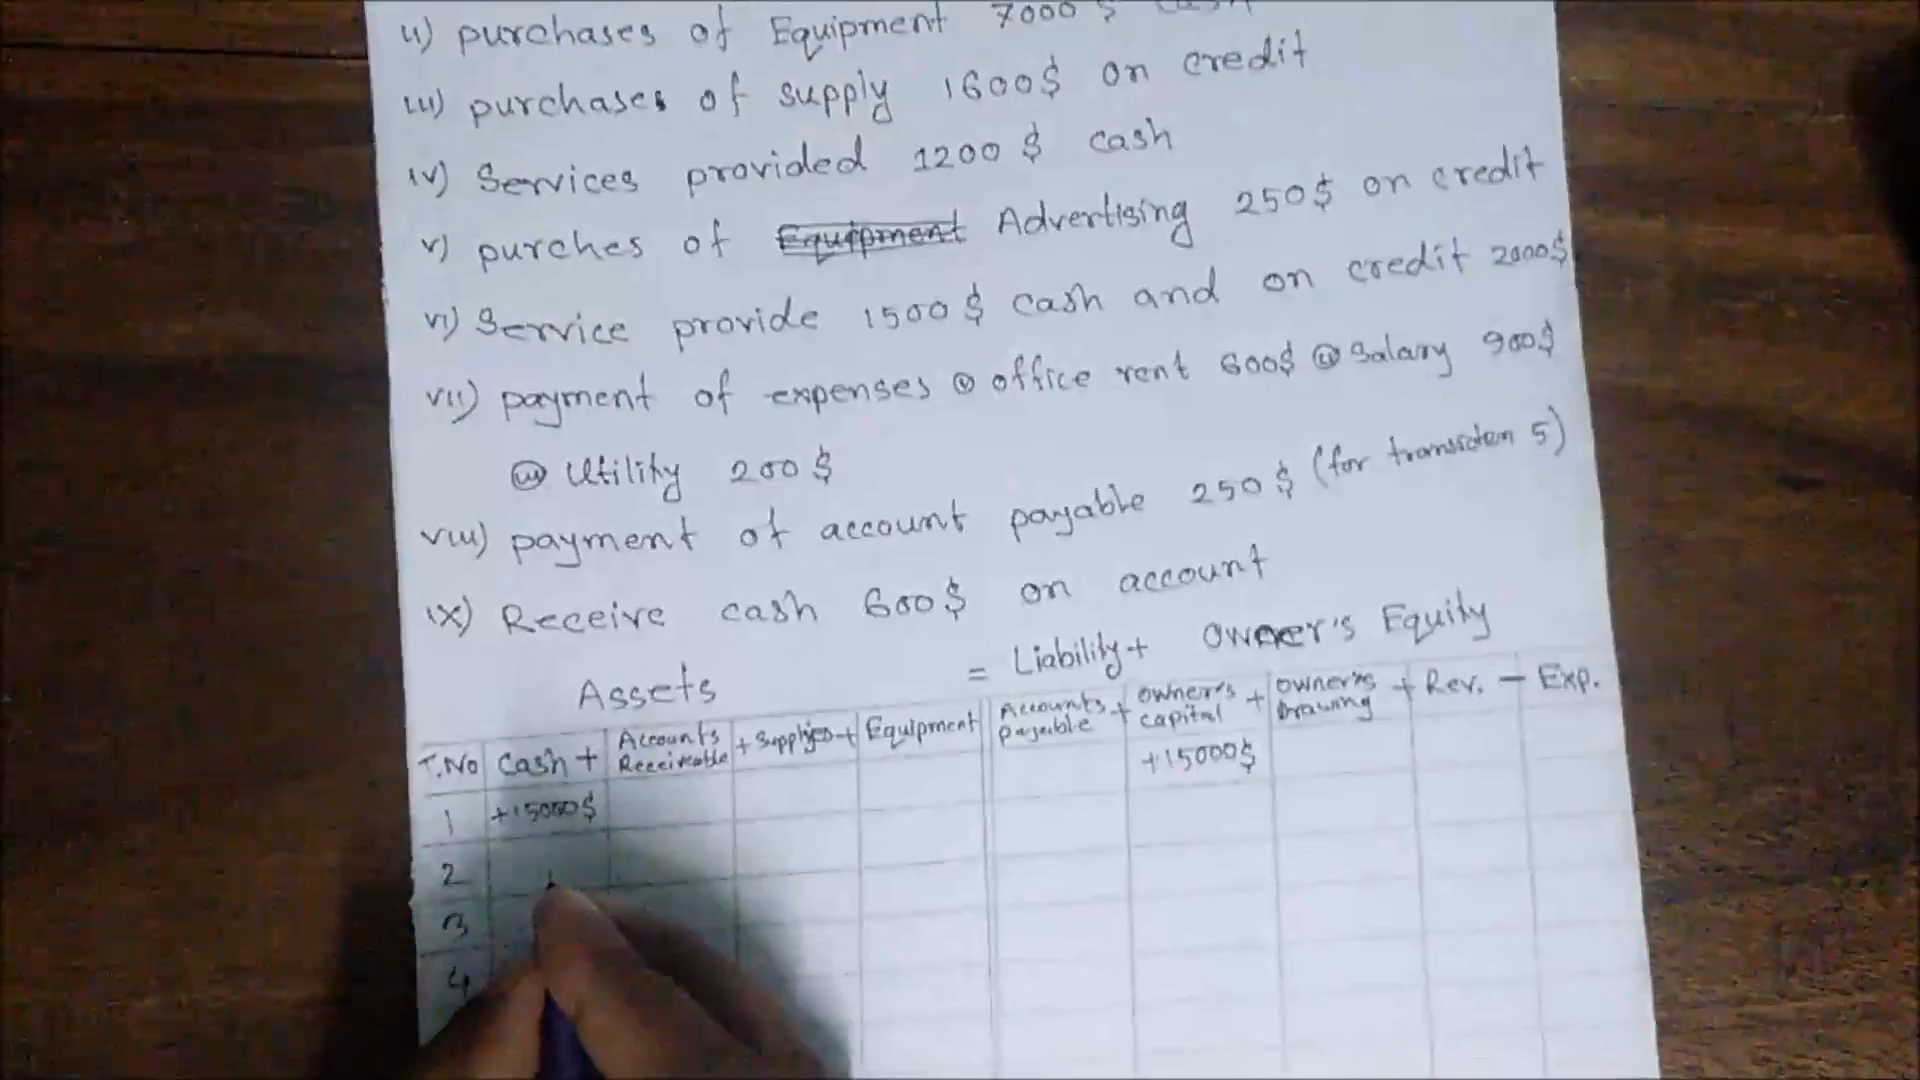 ii) purchases of Equipment 7000 $ cash
iii) purchases of supply 1600$ on credit
iv) Services provided 1200 $ cash
v) purches of Equipment Advertising 250$ on credit
vi) Service provide 1500 $ cash and on credit 2000$
vii) payment of expenses (i) office rent 600$ (ii) Salary 900$
(iii) Utility 200 $
viii) payment of account payable 250 $ (for transiction 5)
ix) Receive cash 600 $ on account
Assets = Liability + Owner's Equity
T.No Cash + Accounts Receivable + Supplies + Equipment Accounts payable + Owner's capital + Owner's Drawing + Rev. - Exp.
1 +15000$ +15000$
2
3
4